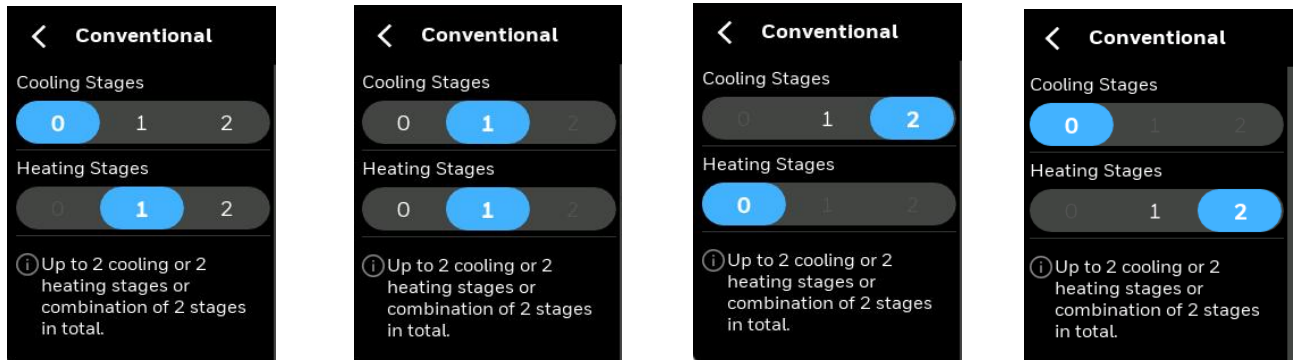 Conventional
Cooling Stages
0 1 2
Heating Stages
0 1 2
Up to 2 cooling or 2
heating stages or
combination of 2 stages
in total.
Conventional
Cooling Stages
0 1 2
Heating Stages
0 1 2
Up to 2 cooling or 2
heating stages or
combination of 2 stages
in total.
Conventional
Cooling Stages
0 1 2
Heating Stages
0 1 2
Up to 2 cooling or 2
heating stages or
combination of 2 stages
in total.
Conventional
Cooling Stages
0 1 2
Heating Stages
0 1 2
Up to 2 cooling or 2
heating stages or
combination of 2 stages
in total.